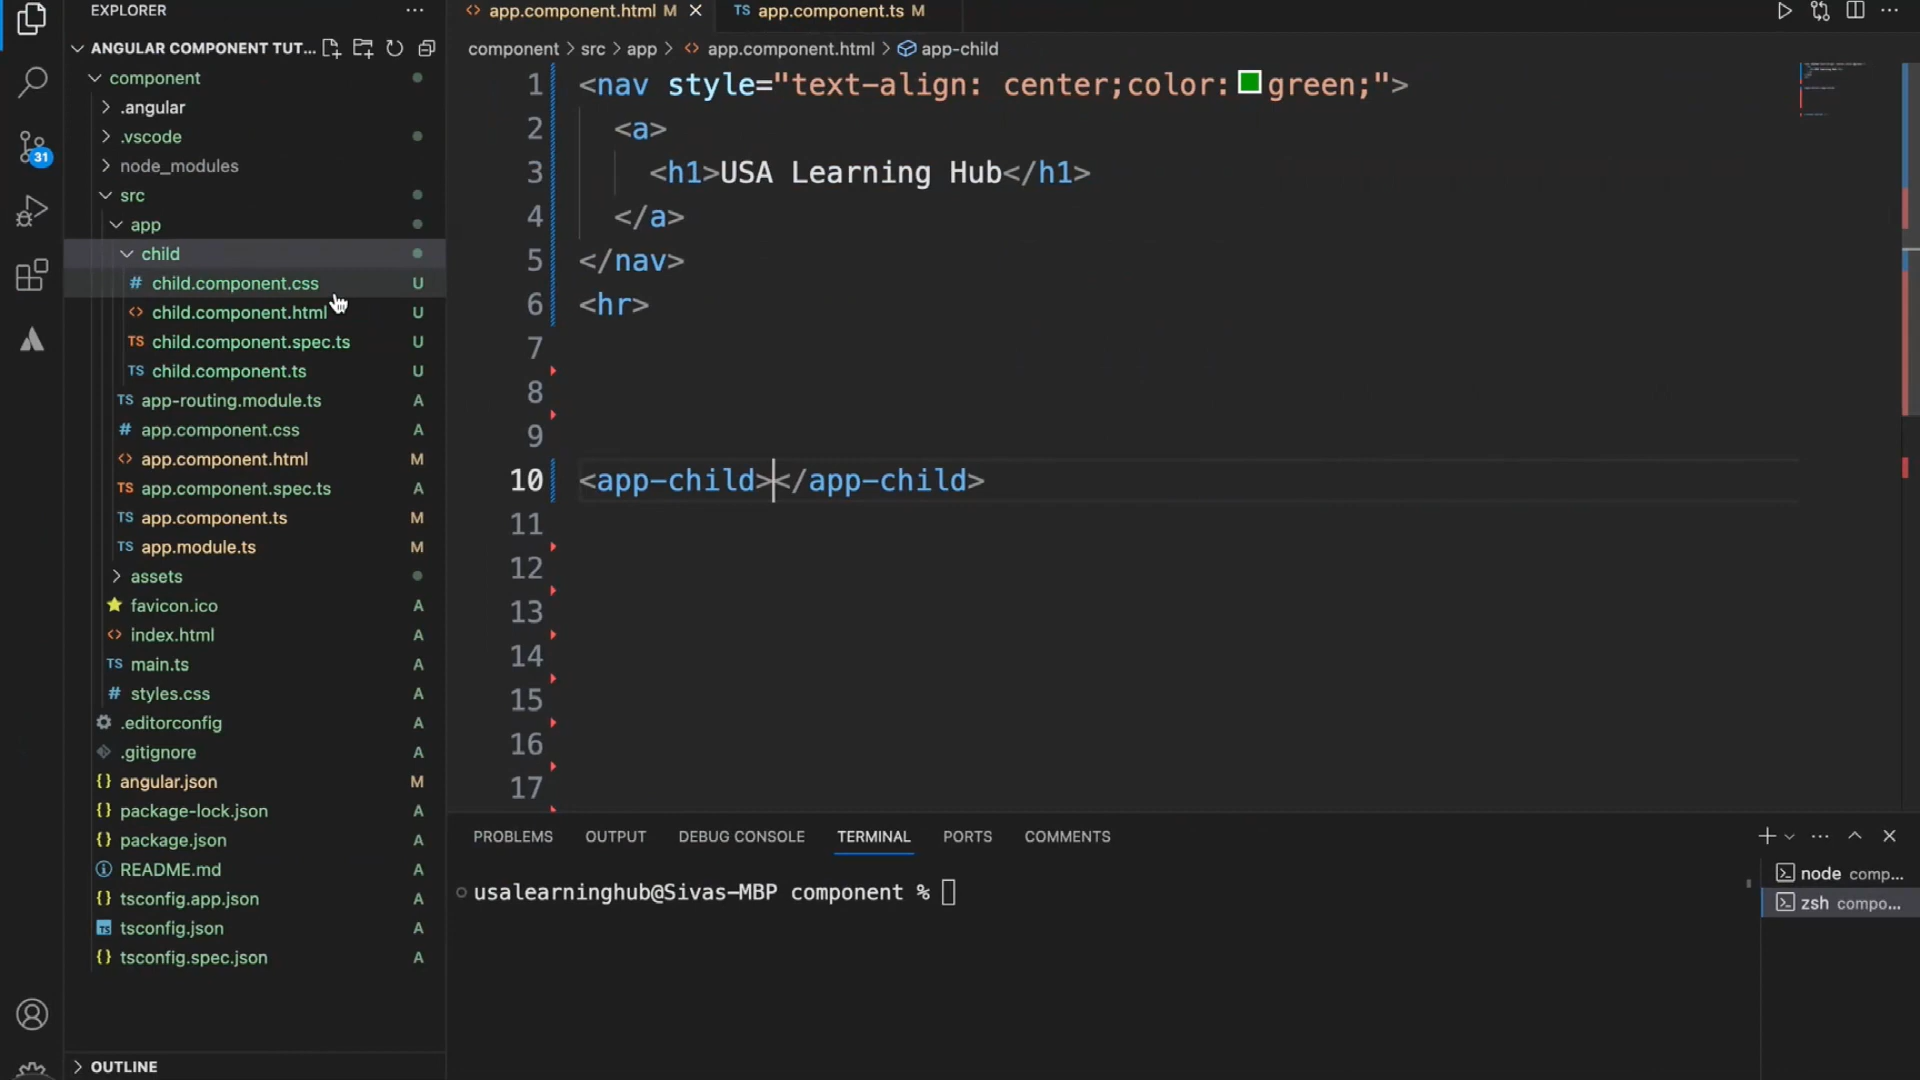 EXPLORER
ANGULAR COMPONENT TUT...
component
.angular
.vscode
node_modules
src
app
child
child.component.css U
child.component.html U
child.component.spec.ts U
child.component.ts U
app-routing.module.ts A
app.component.css A
app.component.html M
app.component.spec.ts A
app.component.ts M
app.module.ts M
assets
favicon.ico A
index.html A
main.ts A
styles.css A
.editorconfig A
.gitignore A
angular.json M
package-lock.json A
package.json A
README.md A
tsconfig.app.json A
tsconfig.json A
tsconfig.spec.json A
OUTLINE
31
app.component.html M
app.component.ts M
component > src > app > app.component.html > app-child
1 <nav style="text-align: center;color:green;">
2 <a>
3 <h1>USA Learning Hub</h1>
4 </a>
5 </nav>
6 <hr>
7
8
9
10 <app-child></app-child>
11
12
13
14
15
16
17
PROBLEMS OUTPUT DEBUG CONSOLE TERMINAL PORTS COMMENTS
usalearninghub@Sivas-MBP component %
node comp...
zsh compo...